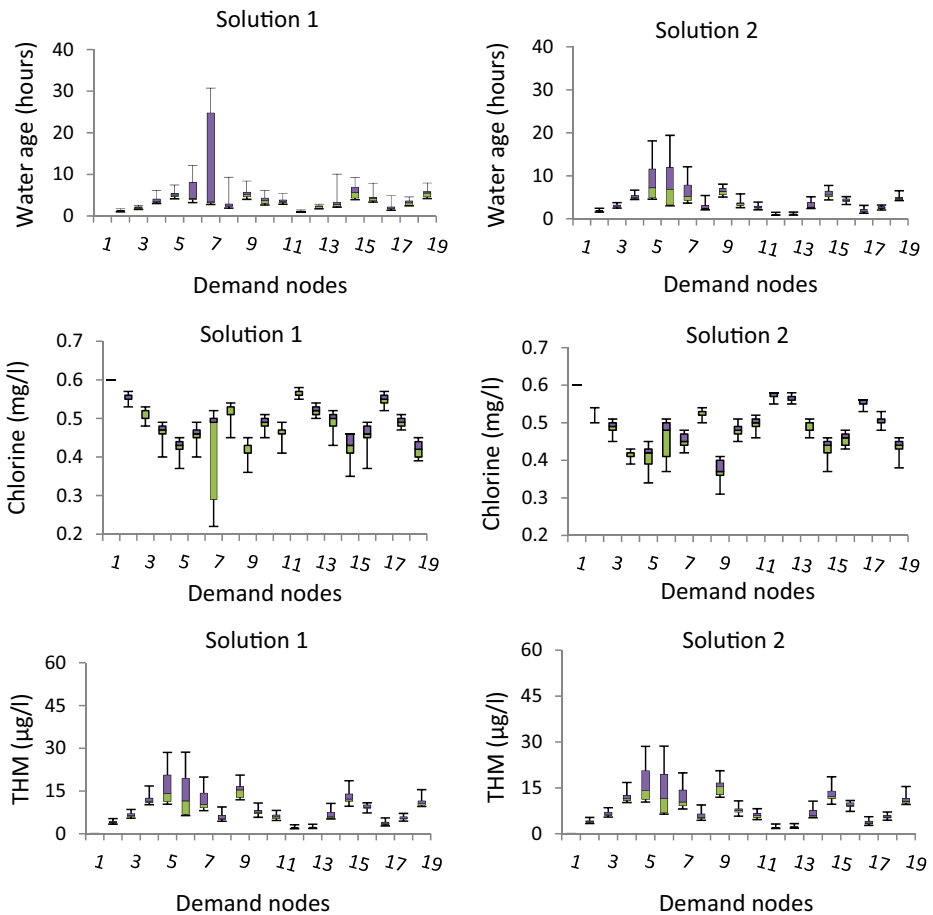 Solution 1
Water age (hours)
40
30
20
10
0
1 3 5 7 9 11 13 15 17 19
Demand nodes
Solution 2
Water age (hours)
40
30
20
10
0
1 3 5 7 9 11 13 15 17 19
Demand nodes
Solution 1
Chlorine (mg/l)
0.7
0.6
0.5
0.4
0.3
0.2
1 3 5 7 9 11 13 15 17 19
Demand nodes
Solution 2
Chlorine (mg/l)
0.7
0.6
0.5
0.4
0.3
0.2
1 3 5 7 9 11 13 15 17 19
Demand nodes
Solution 1
THM (µg/l)
60
45
30
15
0
1 3 5 7 9 11 13 15 17 19
Demand nodes
Solution 2
THM (µg/l)
60
45
30
15
0
1 3 5 7 9 11 13 15 17 19
Demand nodes